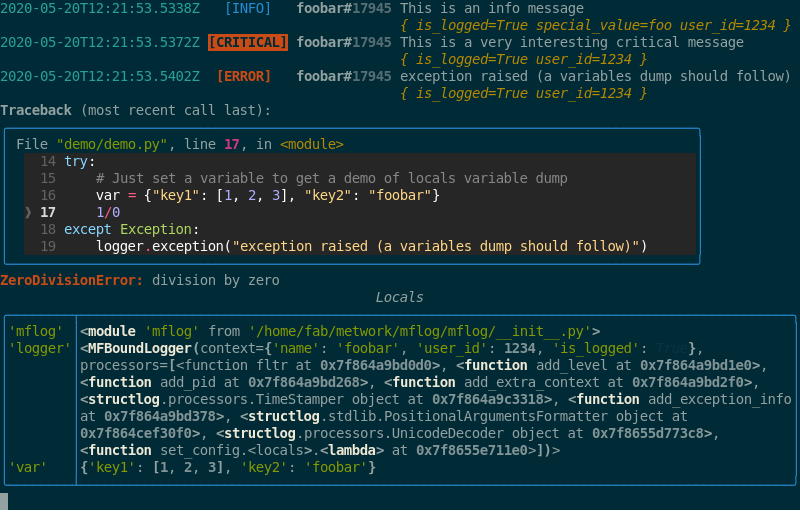 2020-05-20T12:21:53.5338Z [INFO] foobar#17945 This is an info message
{ is_logged=True special_value=foo user_id=1234 }
2020-05-20T12:21:53.5372Z [CRITICAL] foobar#17945 This is a very interesting critical message
{ is_logged=True user_id=1234 }
2020-05-20T12:21:53.5402Z [ERROR] foobar#17945 exception raised (a variables dump should follow)
{ is_logged=True user_id=1234 }
Traceback (most recent call last):
File "demo/demo.py", line 17, in <module>
14 try:
15 # Just set a variable to get a demo of locals variable dump
16 var = {"key1": [1, 2, 3], "key2": "foobar"}
❱ 17 1/0
18 except Exception:
19 logger.exception("exception raised (a variables dump should follow)")
ZeroDivisionError: division by zero
Locals
'mflog' <module 'mflog' from '/home/fab/metwork/mflog/mflog/__init__.py'>
'logger' <MFBoundLogger(context={'name': 'foobar', 'user_id': 1234, 'is_logged': True},
processors=[<function fltr at 0x7f864a9bd0d0>, <function add_level at 0x7f864a9bd1e0>,
<function add_pid at 0x7f864a9bd268>, <function add_extra_context at 0x7f864a9bd2f0>,
<structlog.processors.TimeStamper object at 0x7f864a9c3318>, <function add_exception_info
at 0x7f864a9bd378>, <structlog.stdlib.PositionalArgumentsFormatter object at
0x7f864cef30f0>, <structlog.processors.UnicodeDecoder object at 0x7f8655d773c8>,
<function set_config.<locals>.<lambda> at 0x7f8655e711e0>])>
'var' {'key1': [1, 2, 3], 'key2': 'foobar'}